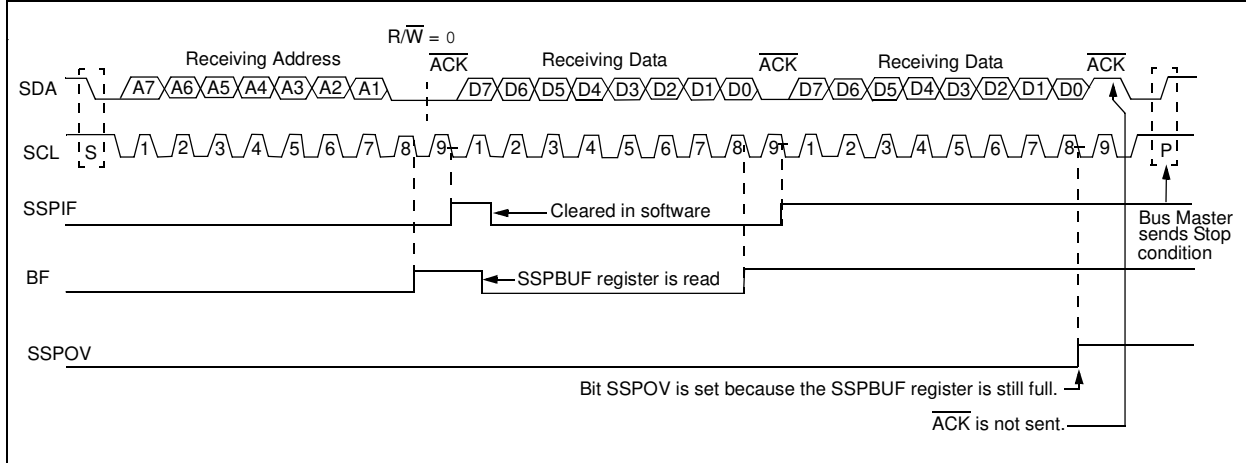 R/W = 0
Receiving Address ACK Receiving Data ACK Receiving Data ACK
SDA A7 A6 A5 A4 A3 A2 A1 D7 D6 D5 D4 D3 D2 D1 D0 D7 D6 D5 D4 D3 D2 D1 D0
SCL S 1 2 3 4 5 6 7 8 9 1 2 3 4 5 6 7 8 9 1 2 3 4 5 6 7 8 9 P
SSPIF Cleared in software
Bus Master
sends Stop
condition
BF SSPBUF register is read
SSPOV
Bit SSPOV is set because the SSPBUF register is still full.
ACK is not sent.